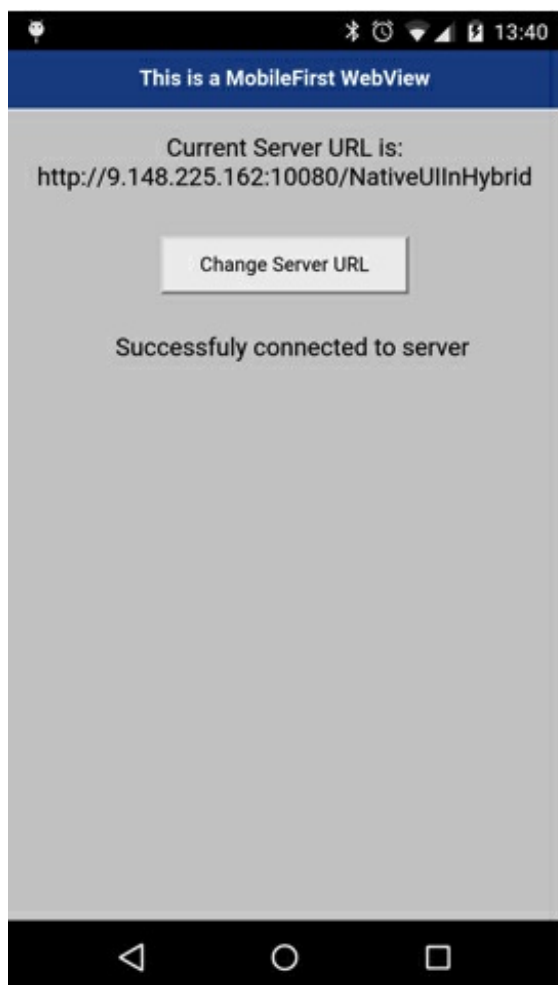 13:40
This is a MobileFirst WebView
Current Server URL is:
http://9.148.225.162:10080/NativeUIInHybrid
Change Server URL
Successfuly connected to server